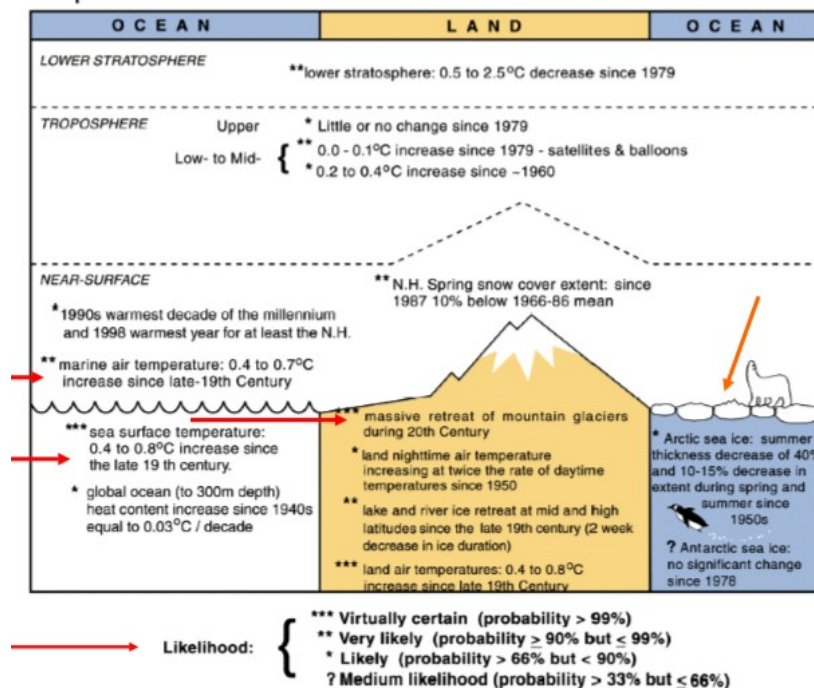 OCEAN
LAND
OCEAN
LOWER STRATOSPHERE
**lower stratosphere: 0.5 to 2.5°C decrease since 1979
TROPOSPHERE
Upper
* Little or no change since 1979
Low- to Mid-
** 0.0 - 0.1°C increase since 1979 - satellites & balloons
* 0.2 to 0.4°C increase since ~1960
NEAR-SURFACE
*1990s warmest decade of the millennium
and 1998 warmest year for at least the N.H.
** marine air temperature: 0.4 to 0.7°C
increase since late-19th Century
** N.H. Spring snow cover extent: since
1987 10% below 1966-86 mean
*** sea surface temperature:
0.4 to 0.8°C increase since
the late 19 th century.
* global ocean (to 300m depth)
heat content increase since 1940s
equal to 0.03°C / decade
*** massive retreat of mountain glaciers
during 20th Century
* land nighttime air temperature
increasing at twice the rate of daytime
temperatures since 1950
** lake and river ice retreat at mid and high
latitudes since the late 19th century (2 week
decrease in ice duration)
*** land air temperatures: 0.4 to 0.8°C
increase since late 19th Century
* Arctic sea ice: summer
thickness decrease of 40%
and 10-15% decrease in
extent during spring and
summer since
1950s
? Antarctic sea ice:
no significant change
since 1978
Likelihood:
*** Virtually certain (probability > 99%)
** Very likely (probability ≥ 90% but ≤ 99%)
* Likely (probability > 66% but < 90%)
? Medium likelihood (probability > 33% but ≤ 66%)